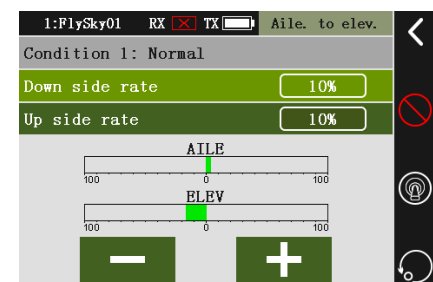 1:FlySky01 RX TX Aile. to elev.
Condition 1: Normal
Down side rate 10%
Up side rate 10%
AILE
100 0 100
ELEV
100 0 100
− +